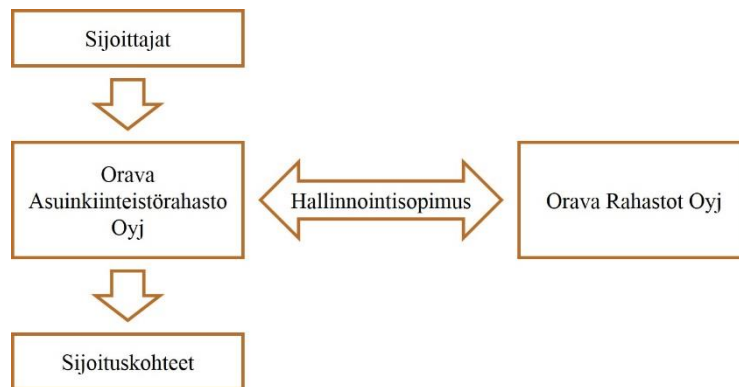 Sijoittajat
Orava
Asuinkiinteistörahasto
Oyj
Hallinnointisopimus
Orava Rahastot Oyj
Sijoituskohteet